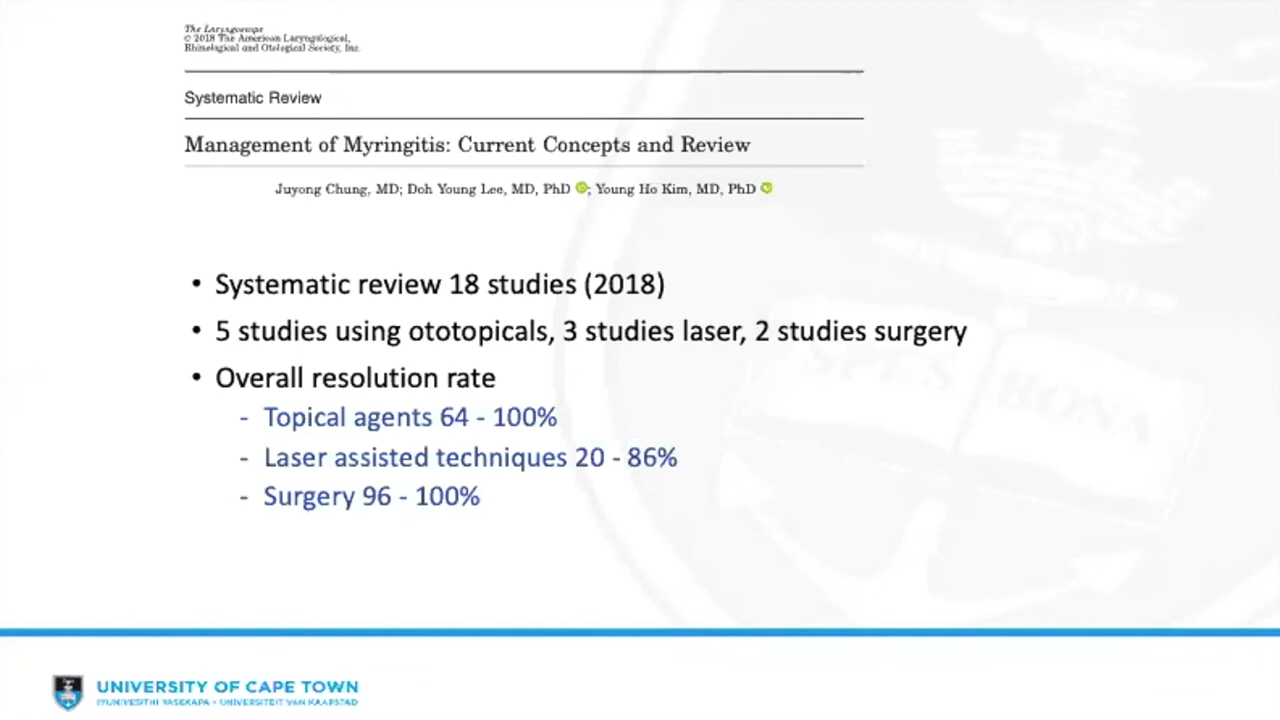 The Laryngoscope
© 2018 The American Laryngological,
Rhinological and Otological Society, Inc.
Systematic Review
Management of Myringitis: Current Concepts and Review
Juyong Chung, MD; Doh Young Lee, MD, PhD ; Young Ho Kim, MD, PhD
• Systematic review 18 studies (2018)
• 5 studies using ototopicals, 3 studies laser, 2 studies surgery
• Overall resolution rate
- Topical agents 64 - 100%
- Laser assisted techniques 20 - 86%
- Surgery 96 - 100%
SPES BONA
UNIVERSITY OF CAPE TOWN
IYUNIVESITHI YASEKAPA • UNIVERSITEIT VAN KAAPSTAD